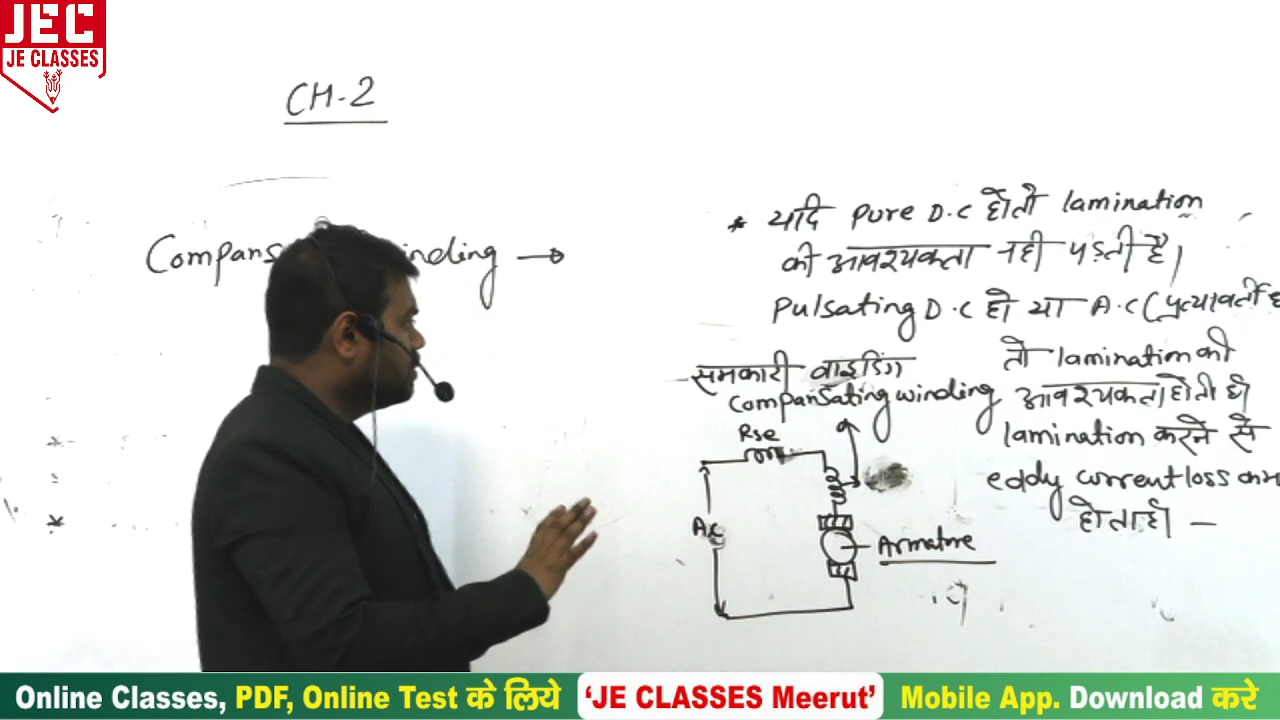 JEC
JE CLASSES
CH-2
Compans inding →
* यदि Pure D.C हो तो lamination
की आवश्यकता नही पड़ती है।
Pulsating D.C हो या A.C (प्रत्यावर्ती
तो lamination की
आवश्यकता होती है।
lamination करने से
eddy current loss कम
होता है। -
समकारी वाइडिंग
Compansating winding
Rse
A.C
Armature
Online Classes, PDF, Online Test के लिये 'JE CLASSES Meerut' Mobile App. Download करे